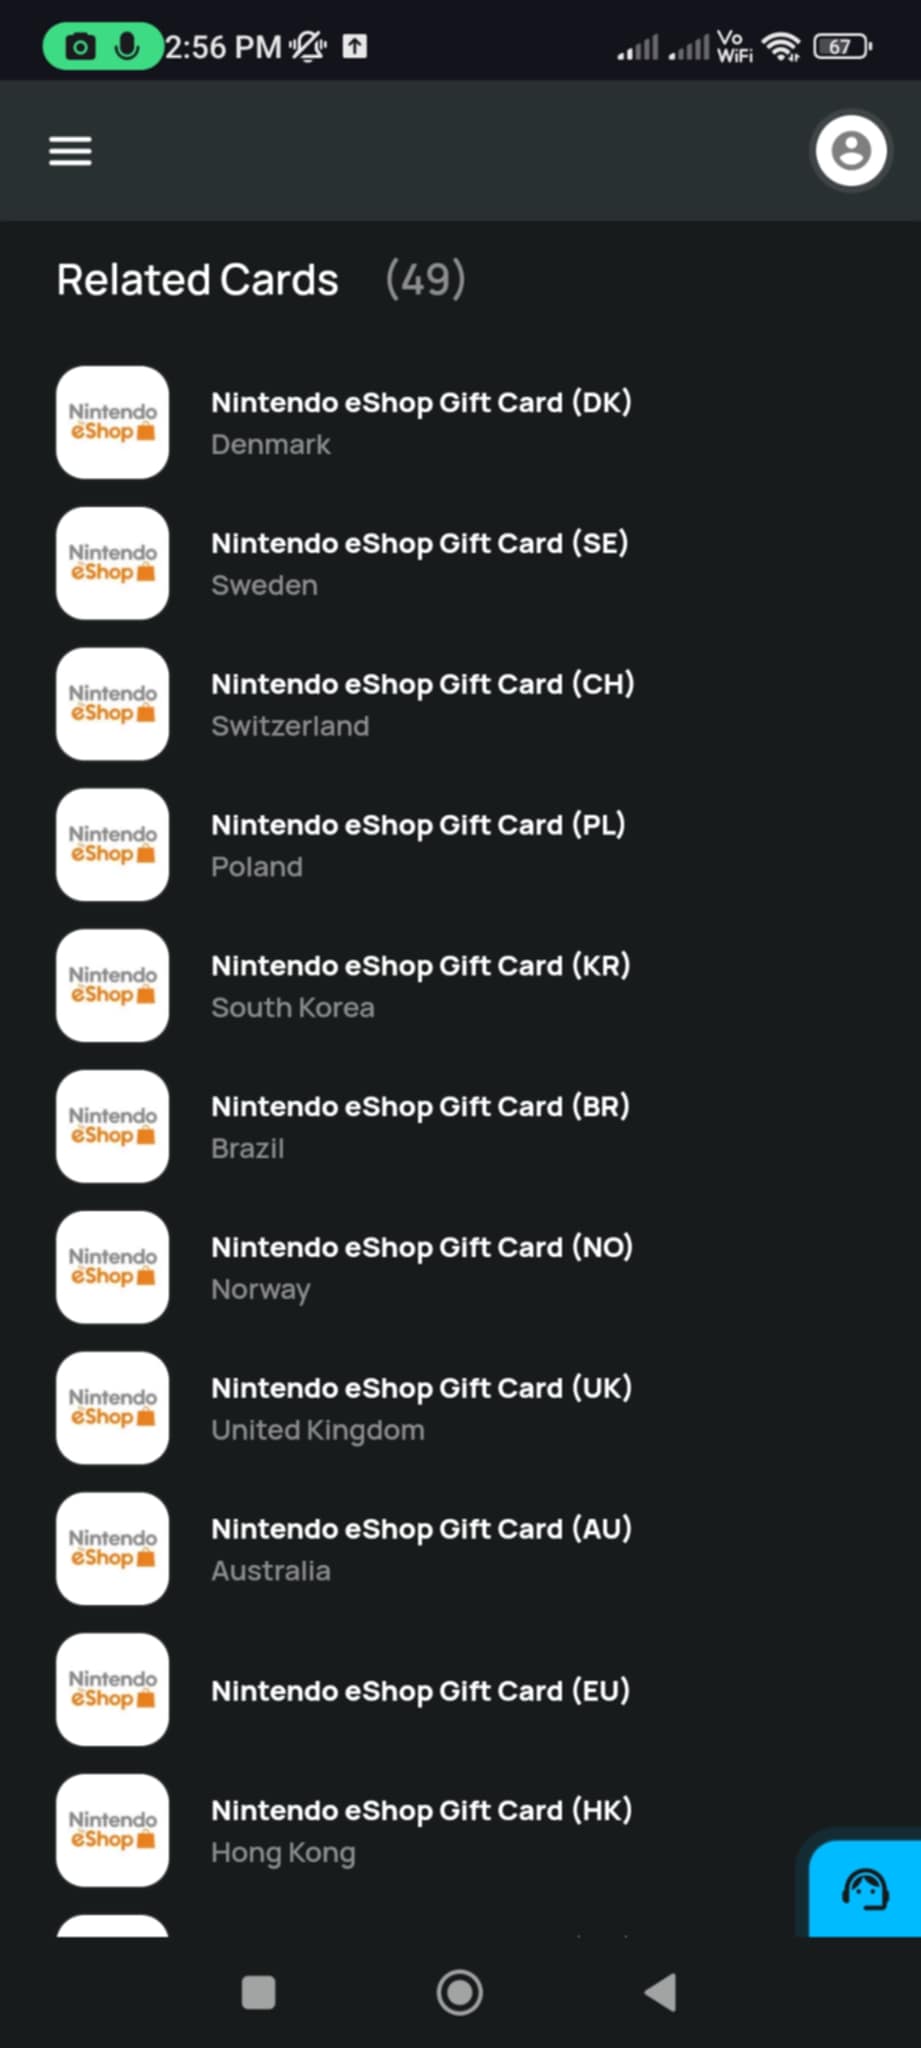 2:56 PM
Vo
WiFi
67
Related Cards (49)
Nintendo
eShop
Nintendo eShop Gift Card (DK)
Denmark
Nintendo
eShop
Nintendo eShop Gift Card (SE)
Sweden
Nintendo
eShop
Nintendo eShop Gift Card (CH)
Switzerland
Nintendo
eShop
Nintendo eShop Gift Card (PL)
Poland
Nintendo
eShop
Nintendo eShop Gift Card (KR)
South Korea
Nintendo
eShop
Nintendo eShop Gift Card (BR)
Brazil
Nintendo
eShop
Nintendo eShop Gift Card (NO)
Norway
Nintendo
eShop
Nintendo eShop Gift Card (UK)
United Kingdom
Nintendo
eShop
Nintendo eShop Gift Card (AU)
Australia
Nintendo
eShop
Nintendo eShop Gift Card (EU)
Nintendo
eShop
Nintendo eShop Gift Card (HK)
Hong Kong